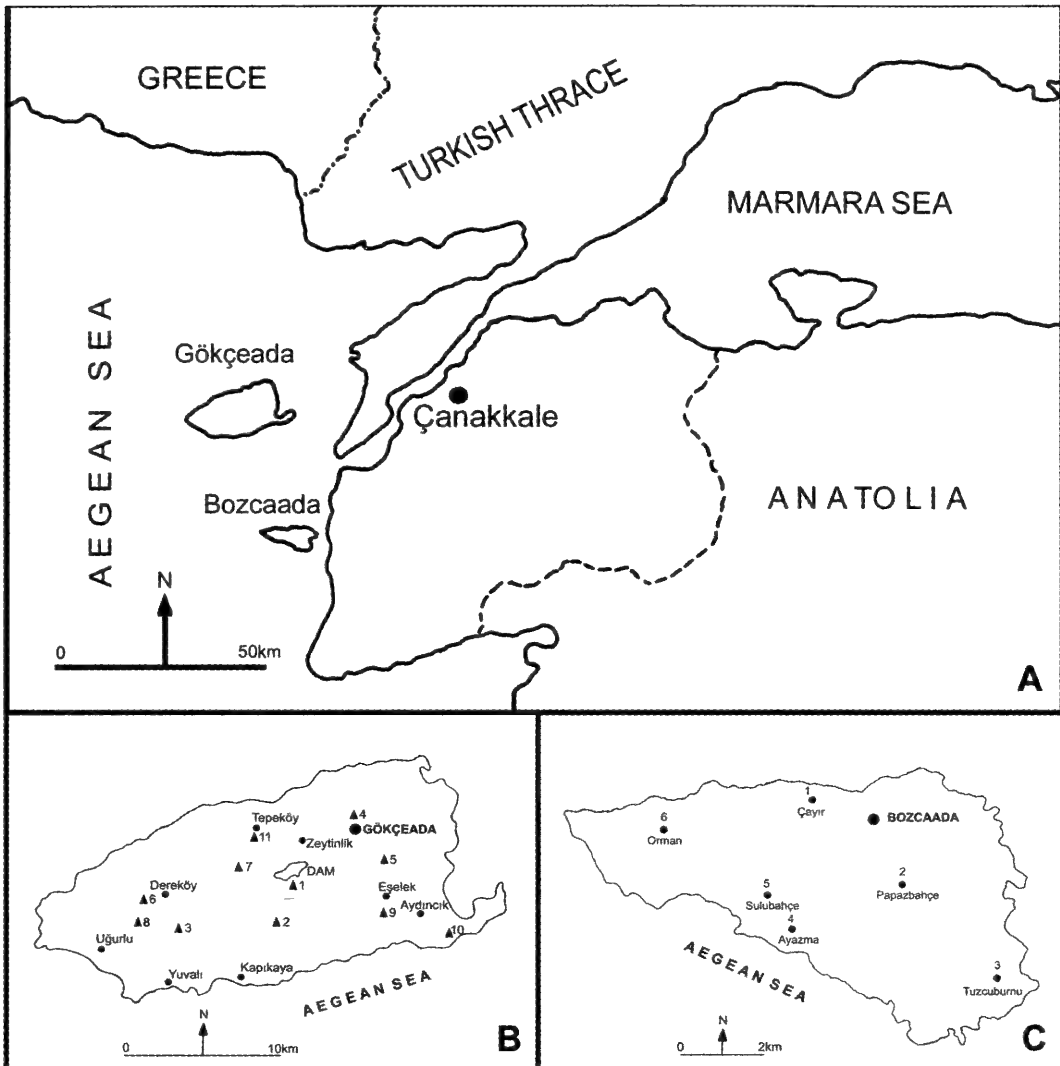 GREECE
TURKISH THRACE
MARMARA SEA
AEGEAN SEA
Gökçeada
Çanakkale
Bozcaada
ANATOLIA
N
0 50km
A
4
Tepeköy
GÖKÇEADA
11
Zeytinlik
5
7
DAM
1
Dereköy
Eşelek
6
Aydıncık
9
8
3
2
10
Uğurlu
Yuvalı
Kapıkaya
AEGEAN SEA
N
0 10km
B
1
Çayır
BOZCAADA
6
Orman
2
Papazbahçe
5
Sulubahçe
4
Ayazma
3
Tuzcuburnu
AEGEAN SEA
N
0 2km
C